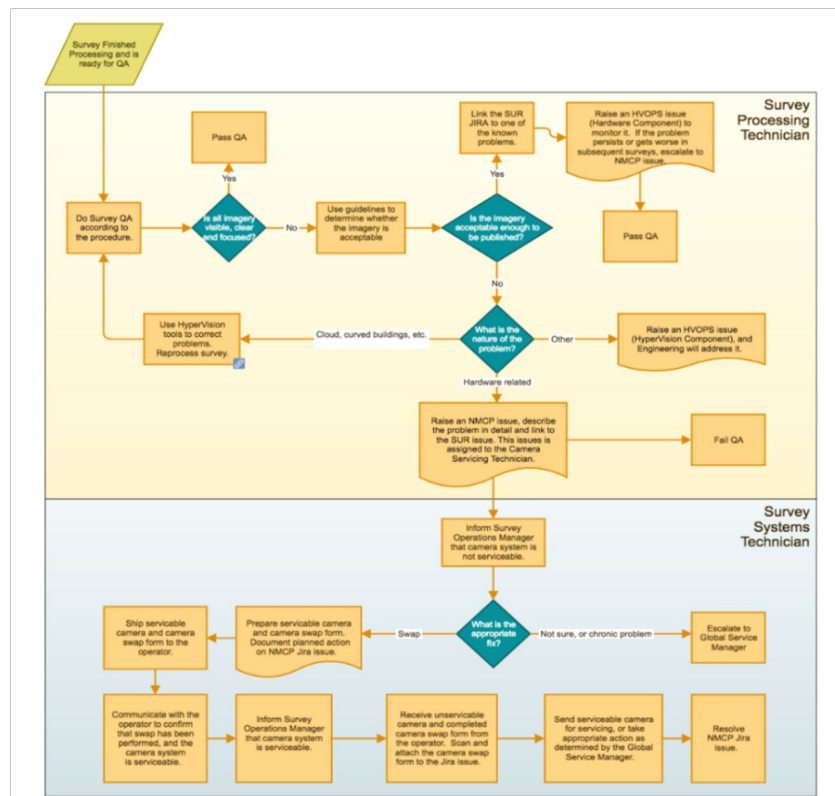 Survey Finished
Processing and is
ready for QA
Survey
Processing
Technician
Pass QA
Link the SUR
JIRA to one of
the known
problems.
Raise an HVOPS issue
(Hardware Component) to
monitor it. If the problem
persists or gets worse in
subsequent surveys, escalate to
NMCP issue.
Yes
Yes
Do Survey QA
according to
the procedure.
Is all imagery
visible, clear
and focused?
No
Use guidelines to
determine whether
the imagery is
acceptable
Is the imagery
acceptable enough to
be published?
Pass QA
No
Use HyperVision
tools to correct
problems.
Reprocess survey.
Cloud, curved buildings, etc.
What is the
nature of the
problem?
Other
Raise an HVOPS issue
(HyperVision Component), and
Engineering will address it.
Hardware related
Raise an NMCP issue, describe
the problem in detail and link to
the SUR issue. This issues is
assigned to the Camera
Servicing Technician.
Fail QA
Survey
Systems
Technician
Inform Survey
Operations Manager
that camera system is
not serviceable.
Ship servicable
camera and camera
swap form to the
operator.
Prepare servicable camera
and camera swap form.
Document planned action
on NMCP Jira issue.
Swap
What is the
appropriate
fix?
Not sure, or chronic problem
Escalate to
Global Service
Manager
Communicate with the
operator to confirm
that swap has been
performed, and the
camera system
is serviceable.
Inform Survey
Operations Manager
that camera system
is serviceable.
Receive unservicable
camera and completed
camera swap form from
the operator. Scan and
attach the camera swap
form to the Jira issue.
Send serviceable camera
for servicing, or take
appropriate action as
determined by the Global
Service Manager.
Resolve
NMCP Jira
issue.